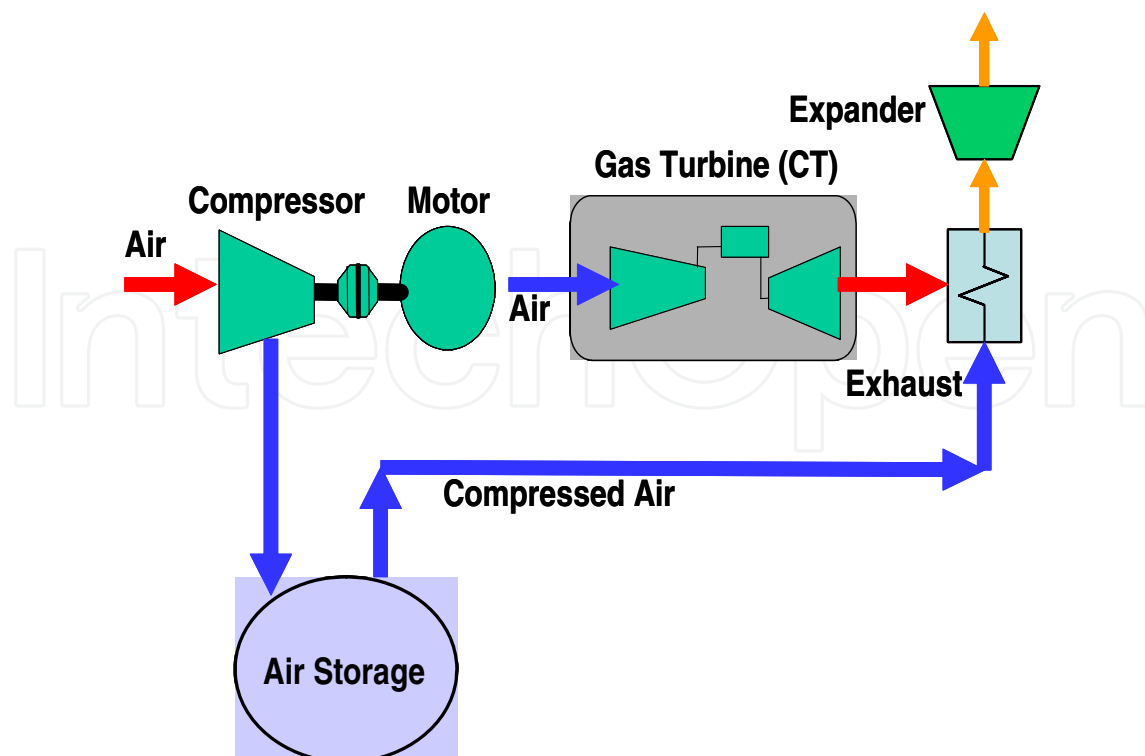 Expander
Gas Turbine (CT)
Compressor
Motor
Air
Air
Exhaust
Compressed Air
Air Storage
IntechOpen